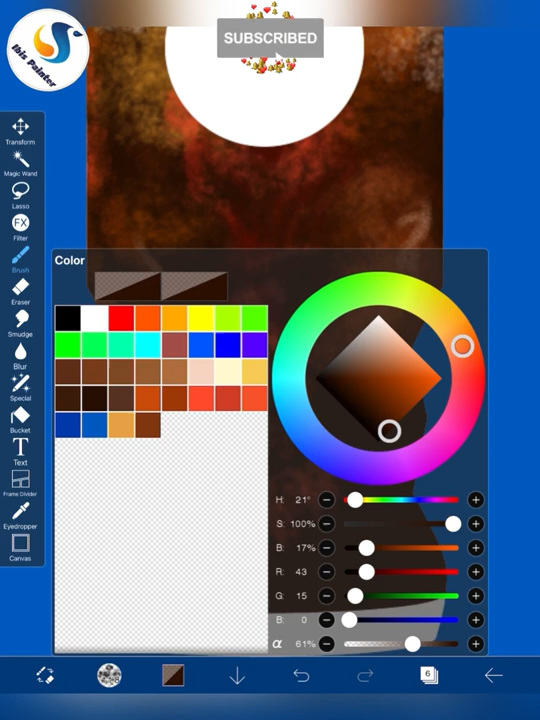 SUBSCRIBED
Ibis Painter
Transform
Magic Wand
Lasso
FX
Filter
Brush
Eraser
Smudge
Blur
Special
Bucket
T
Text
Frame Divider
Eyedropper
Canvas
Color
H: 21°
S: 100%
B: 17%
R: 43
G: 15
B: 0
α 61%
6